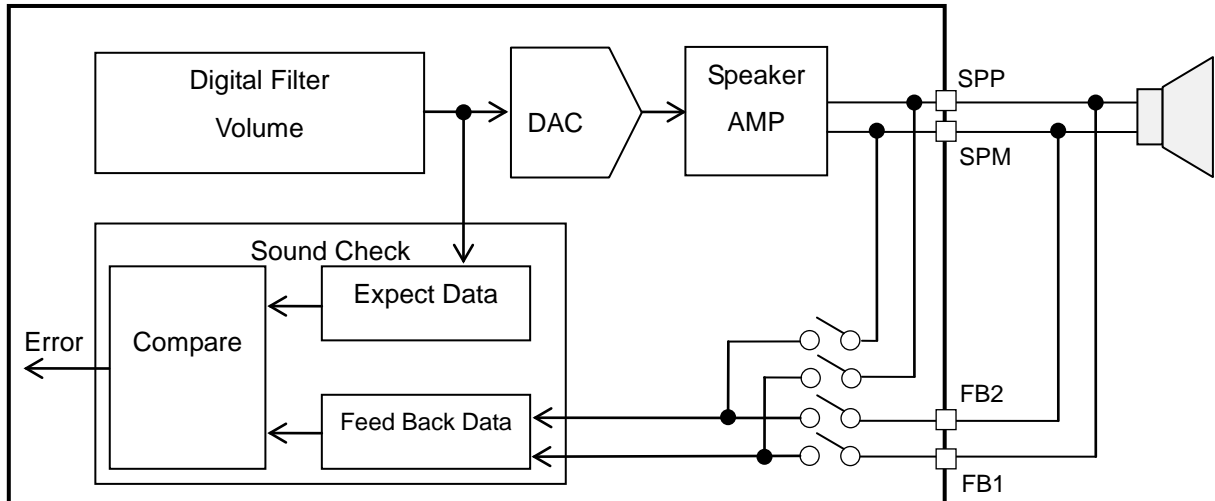 Digital Filter
Volume
DAC
Speaker
AMP
SPP
SPM
Sound Check
Expect Data
Compare
Error
Feed Back Data
FB2
FB1